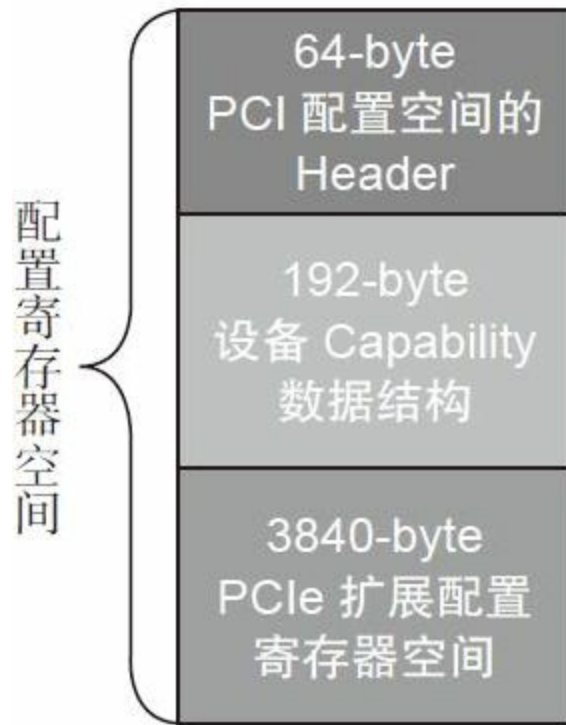 配置寄存器空间
64-byte
PCI 配置空间的
Header
192-byte
设备 Capability
数据结构
3840-byte
PCIe 扩展配置
寄存器空间